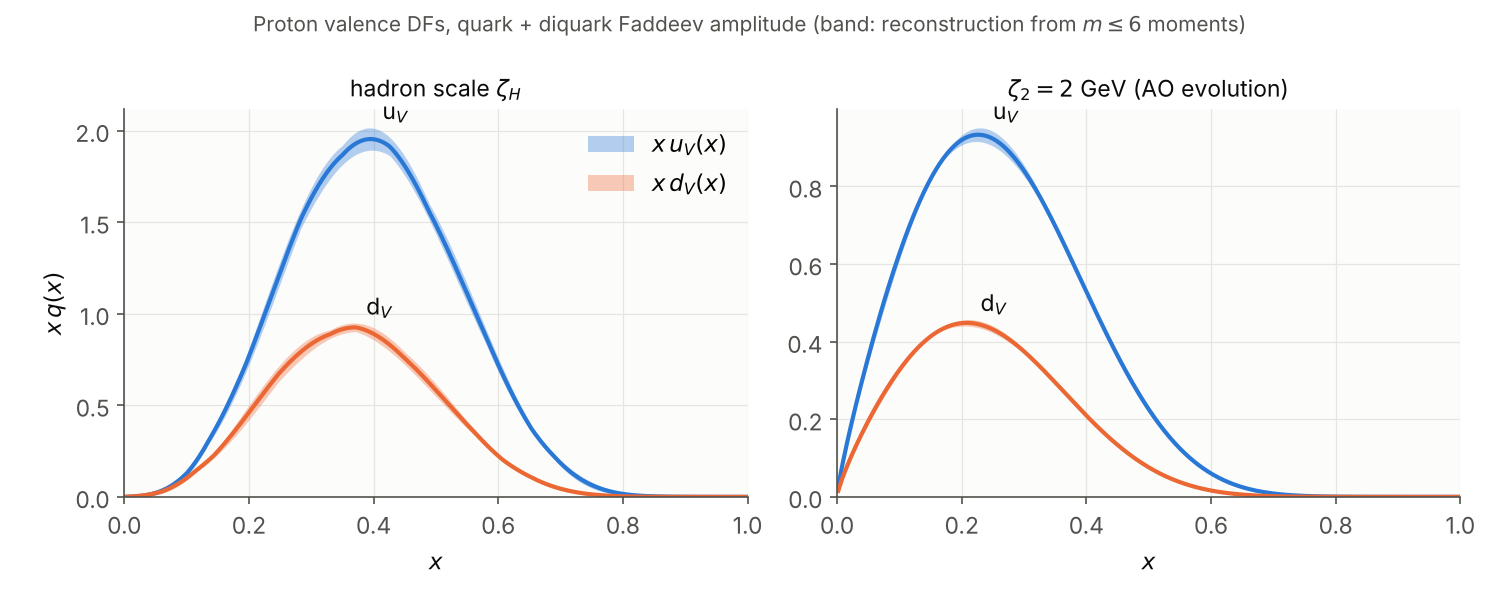 Proton valence DFs, quark + diquark Faddeev amplitude (band: reconstruction from m ≤ 6 moments)
hadron scale ζ_H
u_V
x u_V(x)
x d_V(x)
d_V
x q(x)
2.0
1.5
1.0
0.5
0.0
0.0 0.2 0.4 0.6 0.8 1.0
x
ζ_2 = 2 GeV (AO evolution)
u_V
d_V
0.8
0.6
0.4
0.2
0.0
0.0 0.2 0.4 0.6 0.8 1.0
x